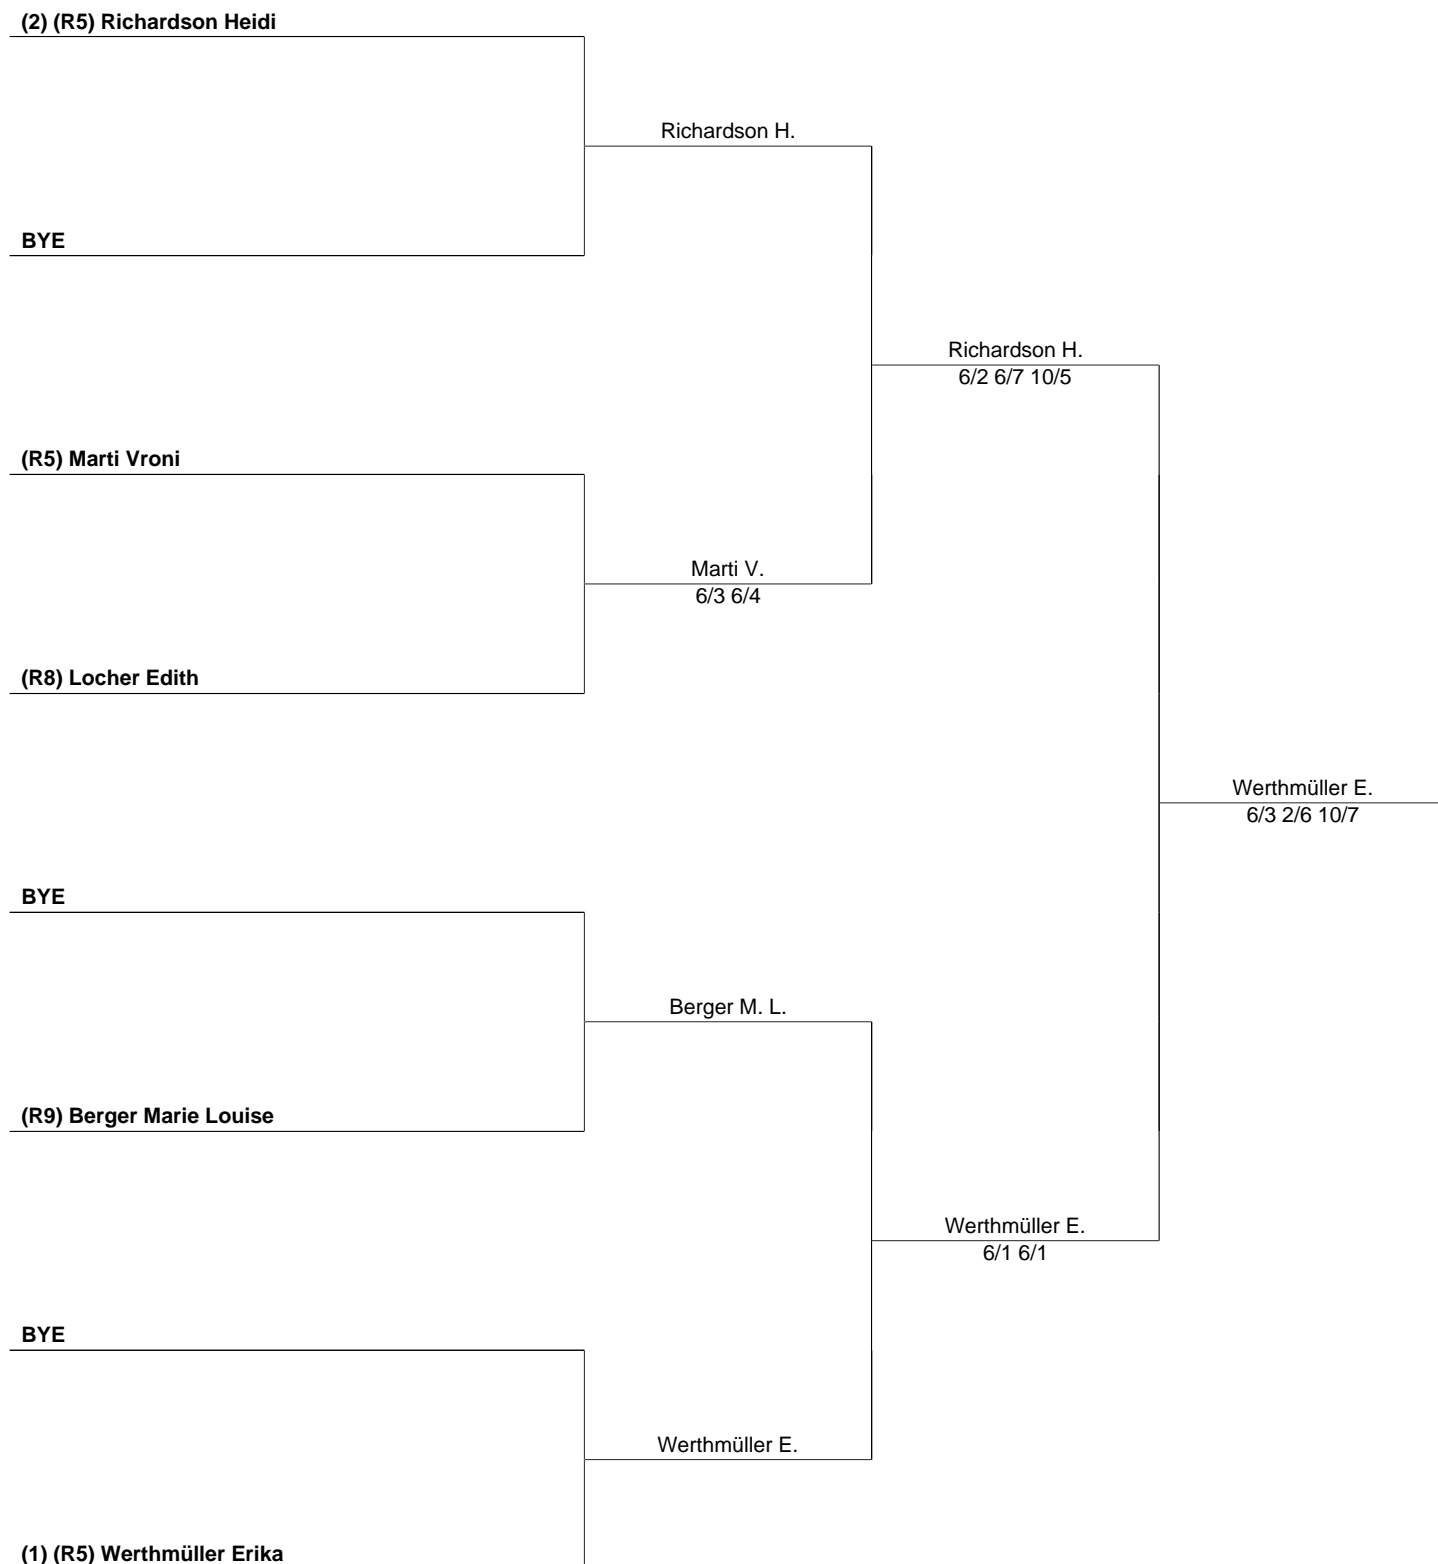 (2) (R5) Richardson Heidi
Richardson H.
BYE
Richardson H.
6/2 6/7 10/5
(R5) Marti Vroni
Marti V.
6/3 6/4
(R8) Locher Edith
Werthmüller E.
6/3 2/6 10/7
BYE
Berger M. L.
(R9) Berger Marie Louise
Werthmüller E.
6/1 6/1
BYE
Werthmüller E.
(1) (R5) Werthmüller Erika